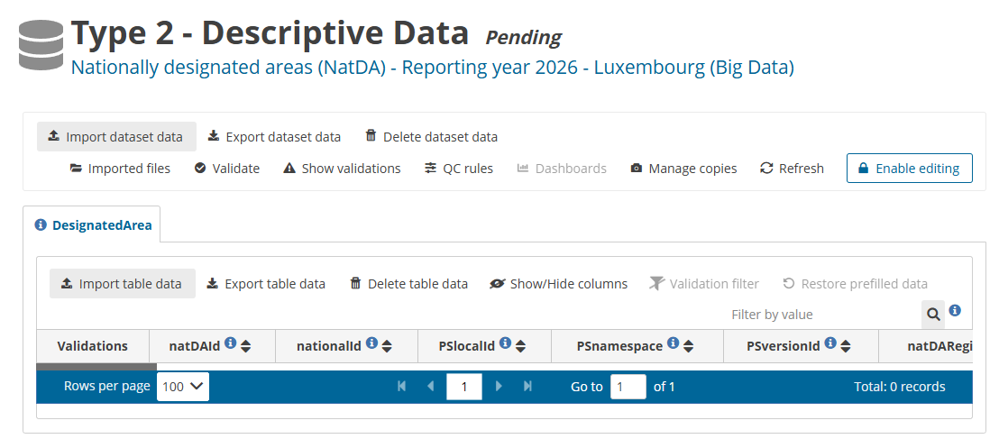 Type 2 - Descriptive Data Pending
Nationally designated areas (NatDA) - Reporting year 2026 - Luxembourg (Big Data)
Import dataset data Export dataset data Delete dataset data
Imported files Validate Show validations QC rules Dashboards Manage copies Refresh Enable editing
DesignatedArea
Import table data Export table data Delete table data Show/Hide columns Validation filter Restore prefilled data
Filter by value
Validations natDAId nationalId PSlocalId PSnamespace PSversionId natDARegi
Rows per page 100 1 Go to 1 of 1 Total: 0 records